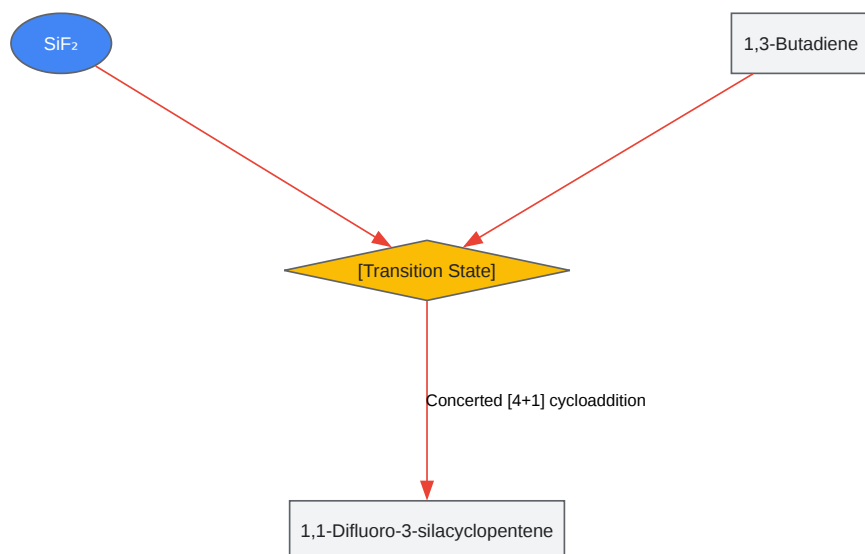 SiF₂
1,3-Butadiene
[Transition State]
Concerted [4+1] cycloaddition
1,1-Difluoro-3-silacyclopentene